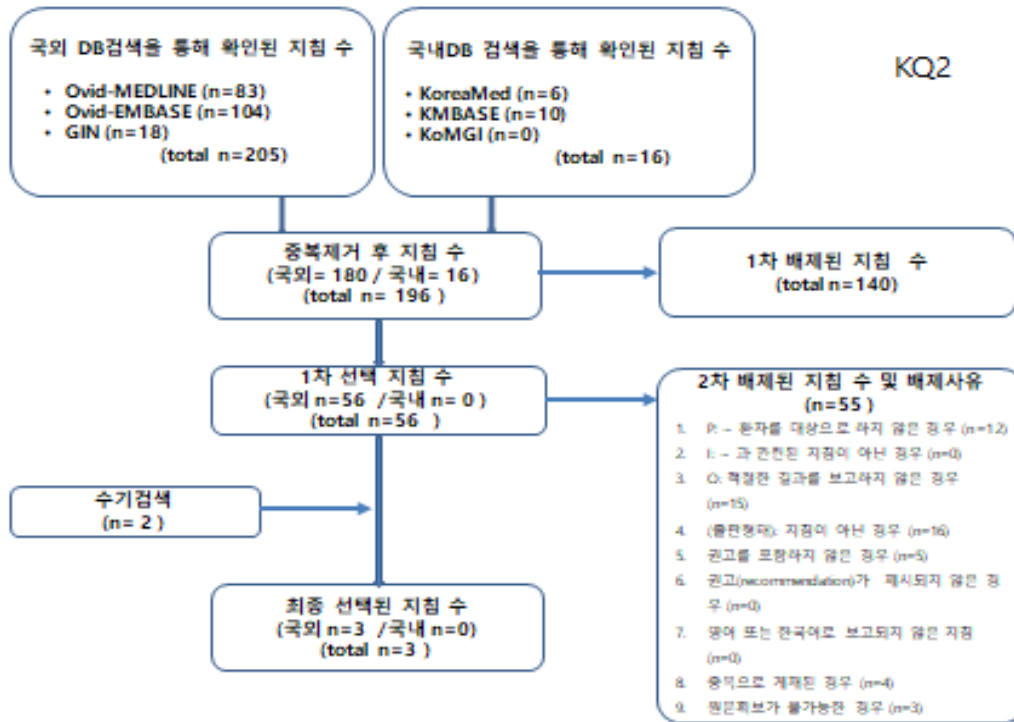 국외 DB검색을 통해 확인된 지침 수
• Ovid-MEDLINE (n=83)
• Ovid-EMBASE (n=104)
• GIN (n=18)
(total n=205)
국내DB 검색을 통해 확인된 지침 수
• KoreaMed (n=6)
• KMBASE (n=10)
• KoMGI (n=0)
(total n=16)
KQ2
중복제거 후 지침 수
(국외= 180 / 국내= 16)
(total n= 196 )
1차 배제된 지침 수
(total n=140)
1차 선택 지침 수
(국외 n=56 /국내 n= 0 )
(total n=56 )
2차 배제된 지침 수 및 배제사유
(n=55 )
1. P: – 환자를 대상으로 하지 않은 경우 (n=12)
2. I: – 과 관련된 지침이 아닌 경우 (n=0)
3. O: 적절한 결과를 보고하지 않은 경우
(n=15)
4. (출판형태): 지침이 아닌 경우 (n=16)
5. 권고를 포함하지 않은 경우 (n=5)
6. 권고(recommendation)가 제시되지 않은 경
우 (n=0)
7. 영어 또는 한국어로 보고되지 않은 지침
(n=0)
8. 중복으로 게재된 경우 (n=4)
9. 원문확보가 불가능한 경우 (n=3)
수기검색
(n= 2 )
최종 선택된 지침 수
(국외 n=3 /국내 n=0)
(total n=3 )